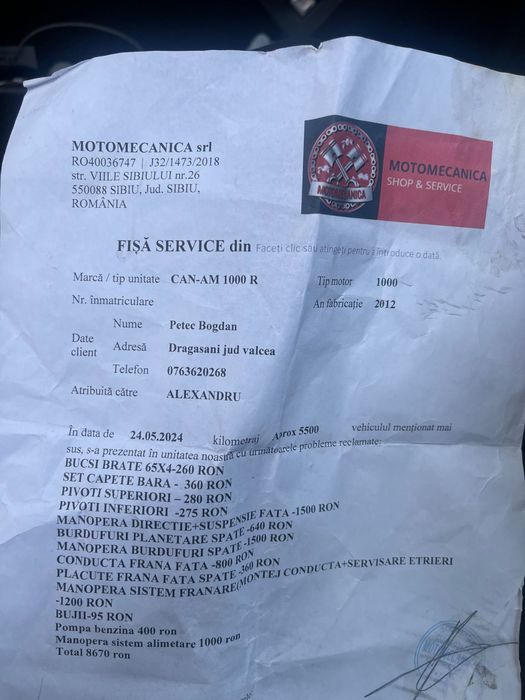 MOTOMECANICA srl
RO40036747 | J32/1473/2018
str. VIILE SIBIULUI nr.26
550088 SIBIU, Jud. SIBIU,
ROMÂNIA
MOTOMECANICA
MOTOMECANICA
SHOP & SERVICE
FIȘĂ SERVICE din Faceți clic sau atingeți pentru a introduce o dată.
Marcă / tip unitate CAN-AM 1000 R Tip motor 1000
Nr. înmatriculare An fabricație 2012
Date client
Nume Petec Bogdan
Adresă Dragasani jud valcea
Telefon 0763620268
Atribuită către ALEXANDRU
În data de 24.05.2024 kilometraj Aprox 5500 vehiculul menționat mai
sus, s-a prezentat în unitatea noastră cu următoarele probleme reclamate:
BUCSI BRATE 65X4-260 RON
SET CAPETE BARA - 360 RON
PIVOTI SUPERIORI – 280 RON
PIVOTI INFERIORI -275 RON
MANOPERA DIRECTIE+SUSPENSIE FATA -1500 RON
BURDUFURI PLANETARE SPATE -640 RON
MANOPERA BURDUFURI SPATE -1500 RON
CONDUCTA FRANA FATA -800 RON
PLACUTE FRANA FATA SPATE -360 RON
MANOPERA SISTEM FRANARE(MONTEJ CONDUCTA+SERVISARE ETRIERI
-1200 RON
BUJII-95 RON
Pompa benzina 400 ron
Manopera sistem alimetare 1000 ron
Total 8670 ron